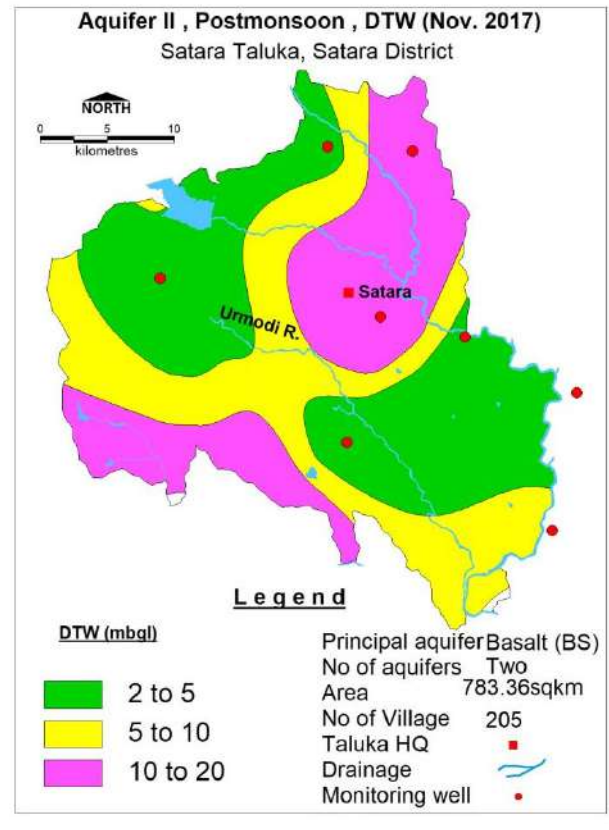 Aquifer II , Postmonsoon , DTW (Nov. 2017)
Satara Taluka, Satara District
NORTH
0 5 10
kilometres
Satara
Urmodi R.
Legend
DTW (mbgl)
2 to 5
5 to 10
10 to 20
Principal aquifer Basalt (BS)
No of aquifers Two
Area 783.36sqkm
No of Village 205
Taluka HQ
Drainage
Monitoring well